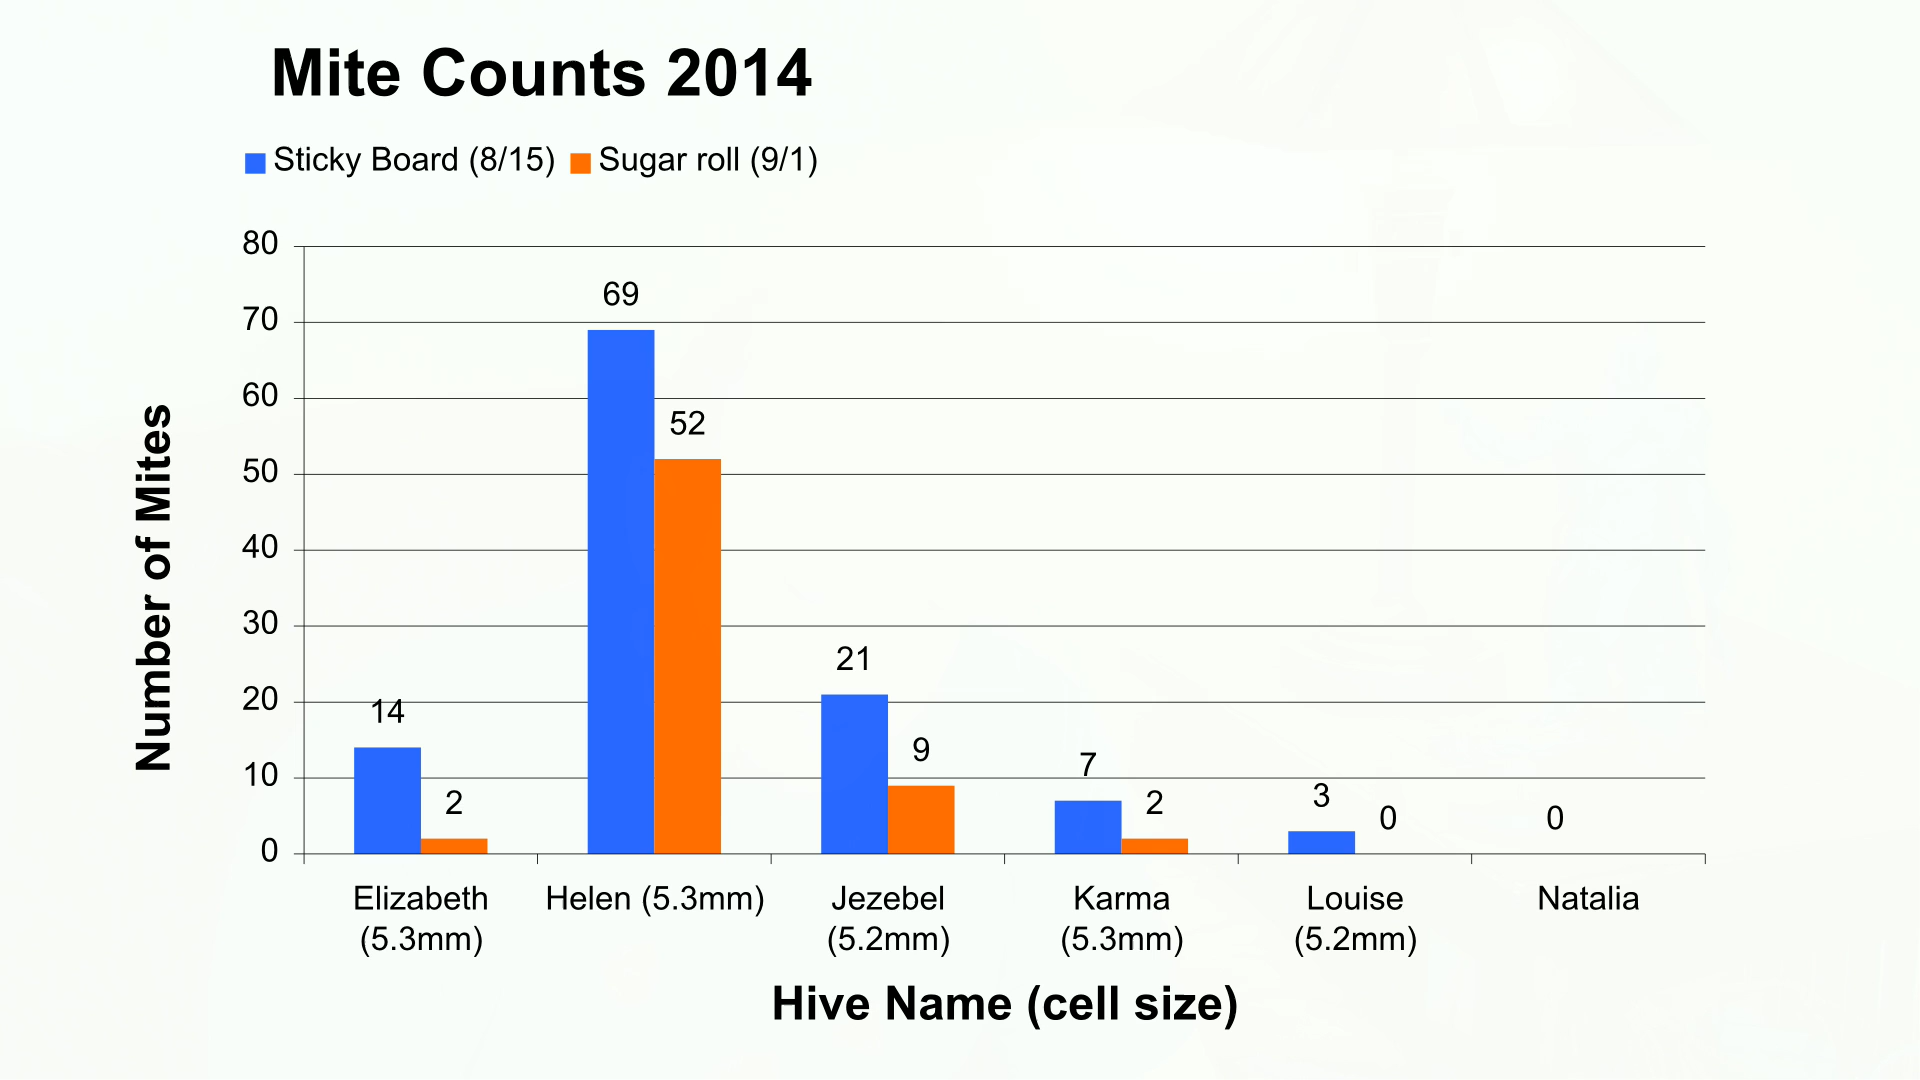 Mite Counts 2014
Sticky Board (8/15) Sugar roll (9/1)
80
70
60
50
40
30
20
10
0
Number of Mites
14
2
69
52
21
9
7
2
3
0
0
Elizabeth
(5.3mm)
Helen (5.3mm)
Jezebel
(5.2mm)
Karma
(5.3mm)
Louise
(5.2mm)
Natalia
Hive Name (cell size)